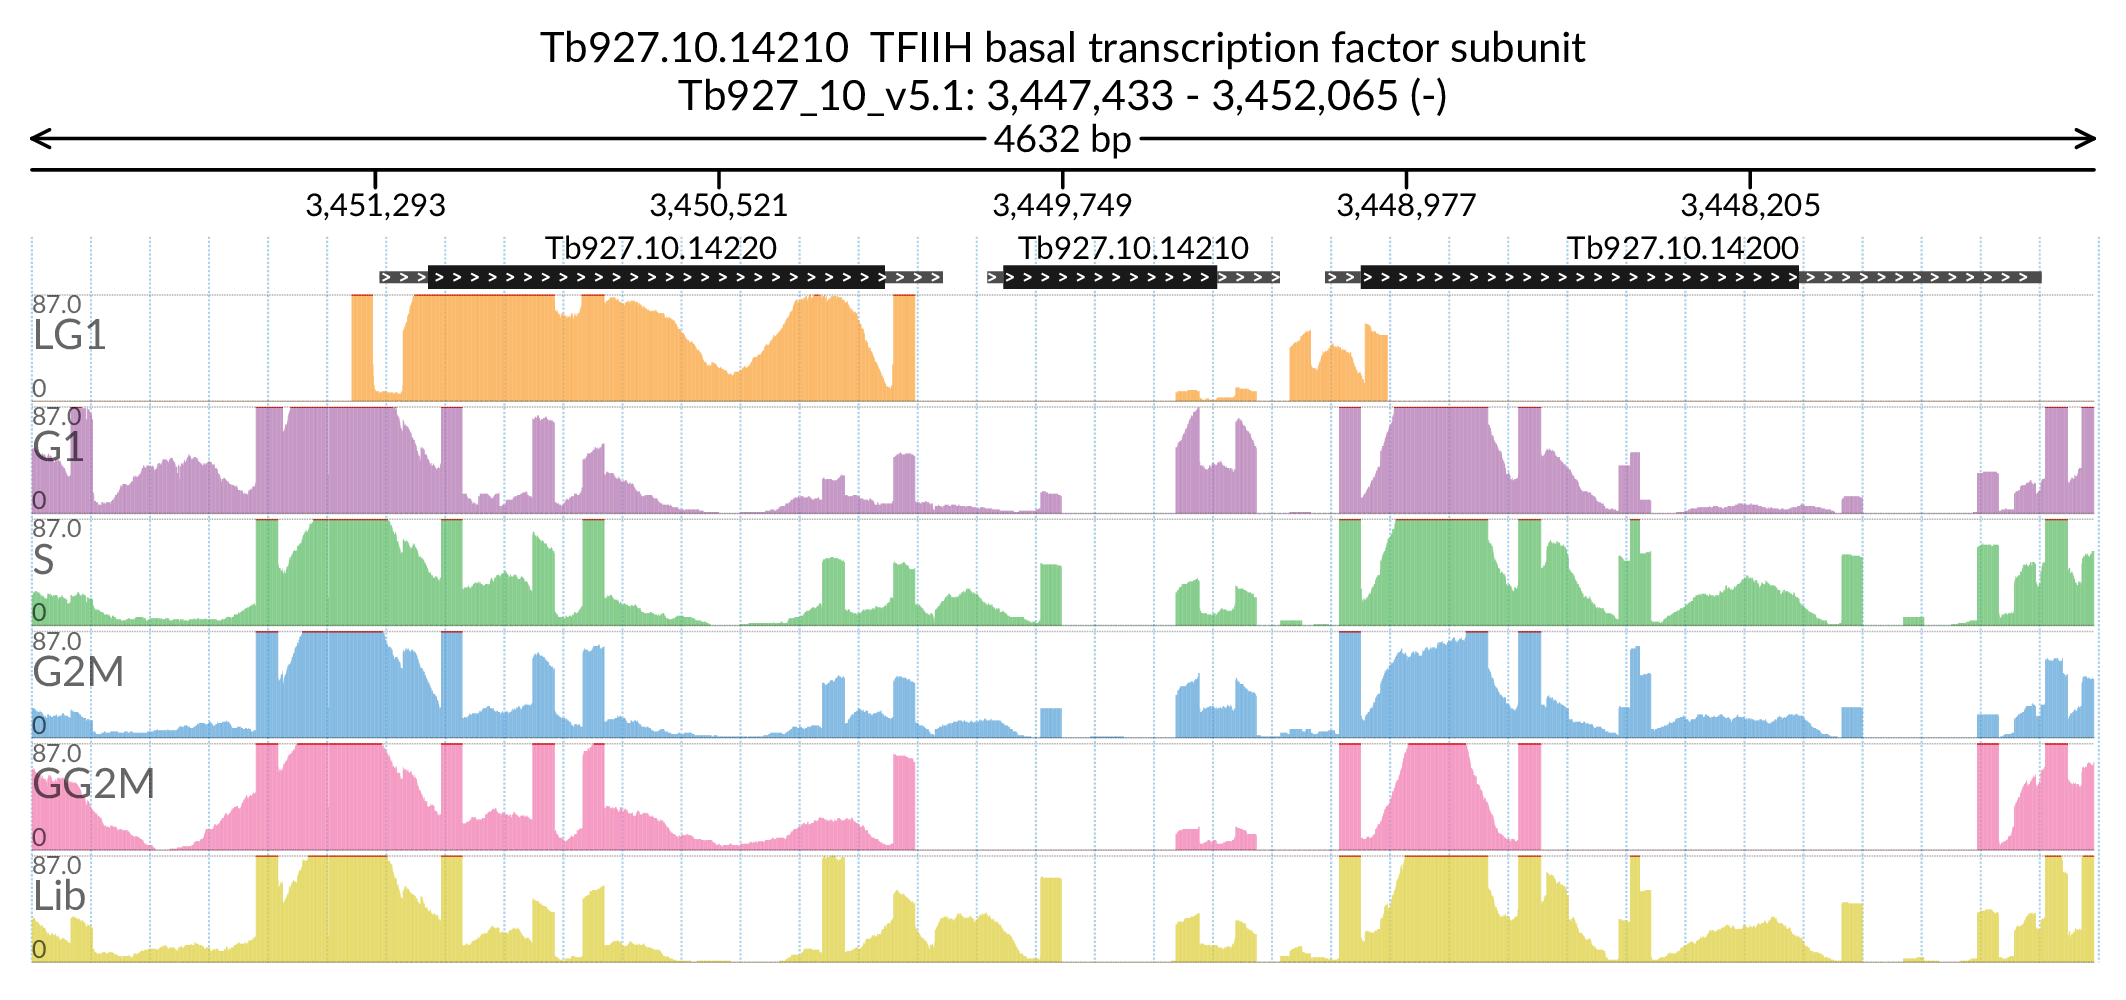 Tb927.10.14210  TFIIH basal transcription factor subunit
Tb927_10_v5.1: 3,447,433 - 3,452,065 (-)
4632 bp
3,451,293 3,450,521 3,449,749 3,448,977 3,448,205
Tb927.10.14220 Tb927.10.14210 Tb927.10.14200
87.0
LG1
0
87.0
G1
0
87.0
S
0
87.0
G2M
0
87.0
GG2M
0
87.0
Lib
0